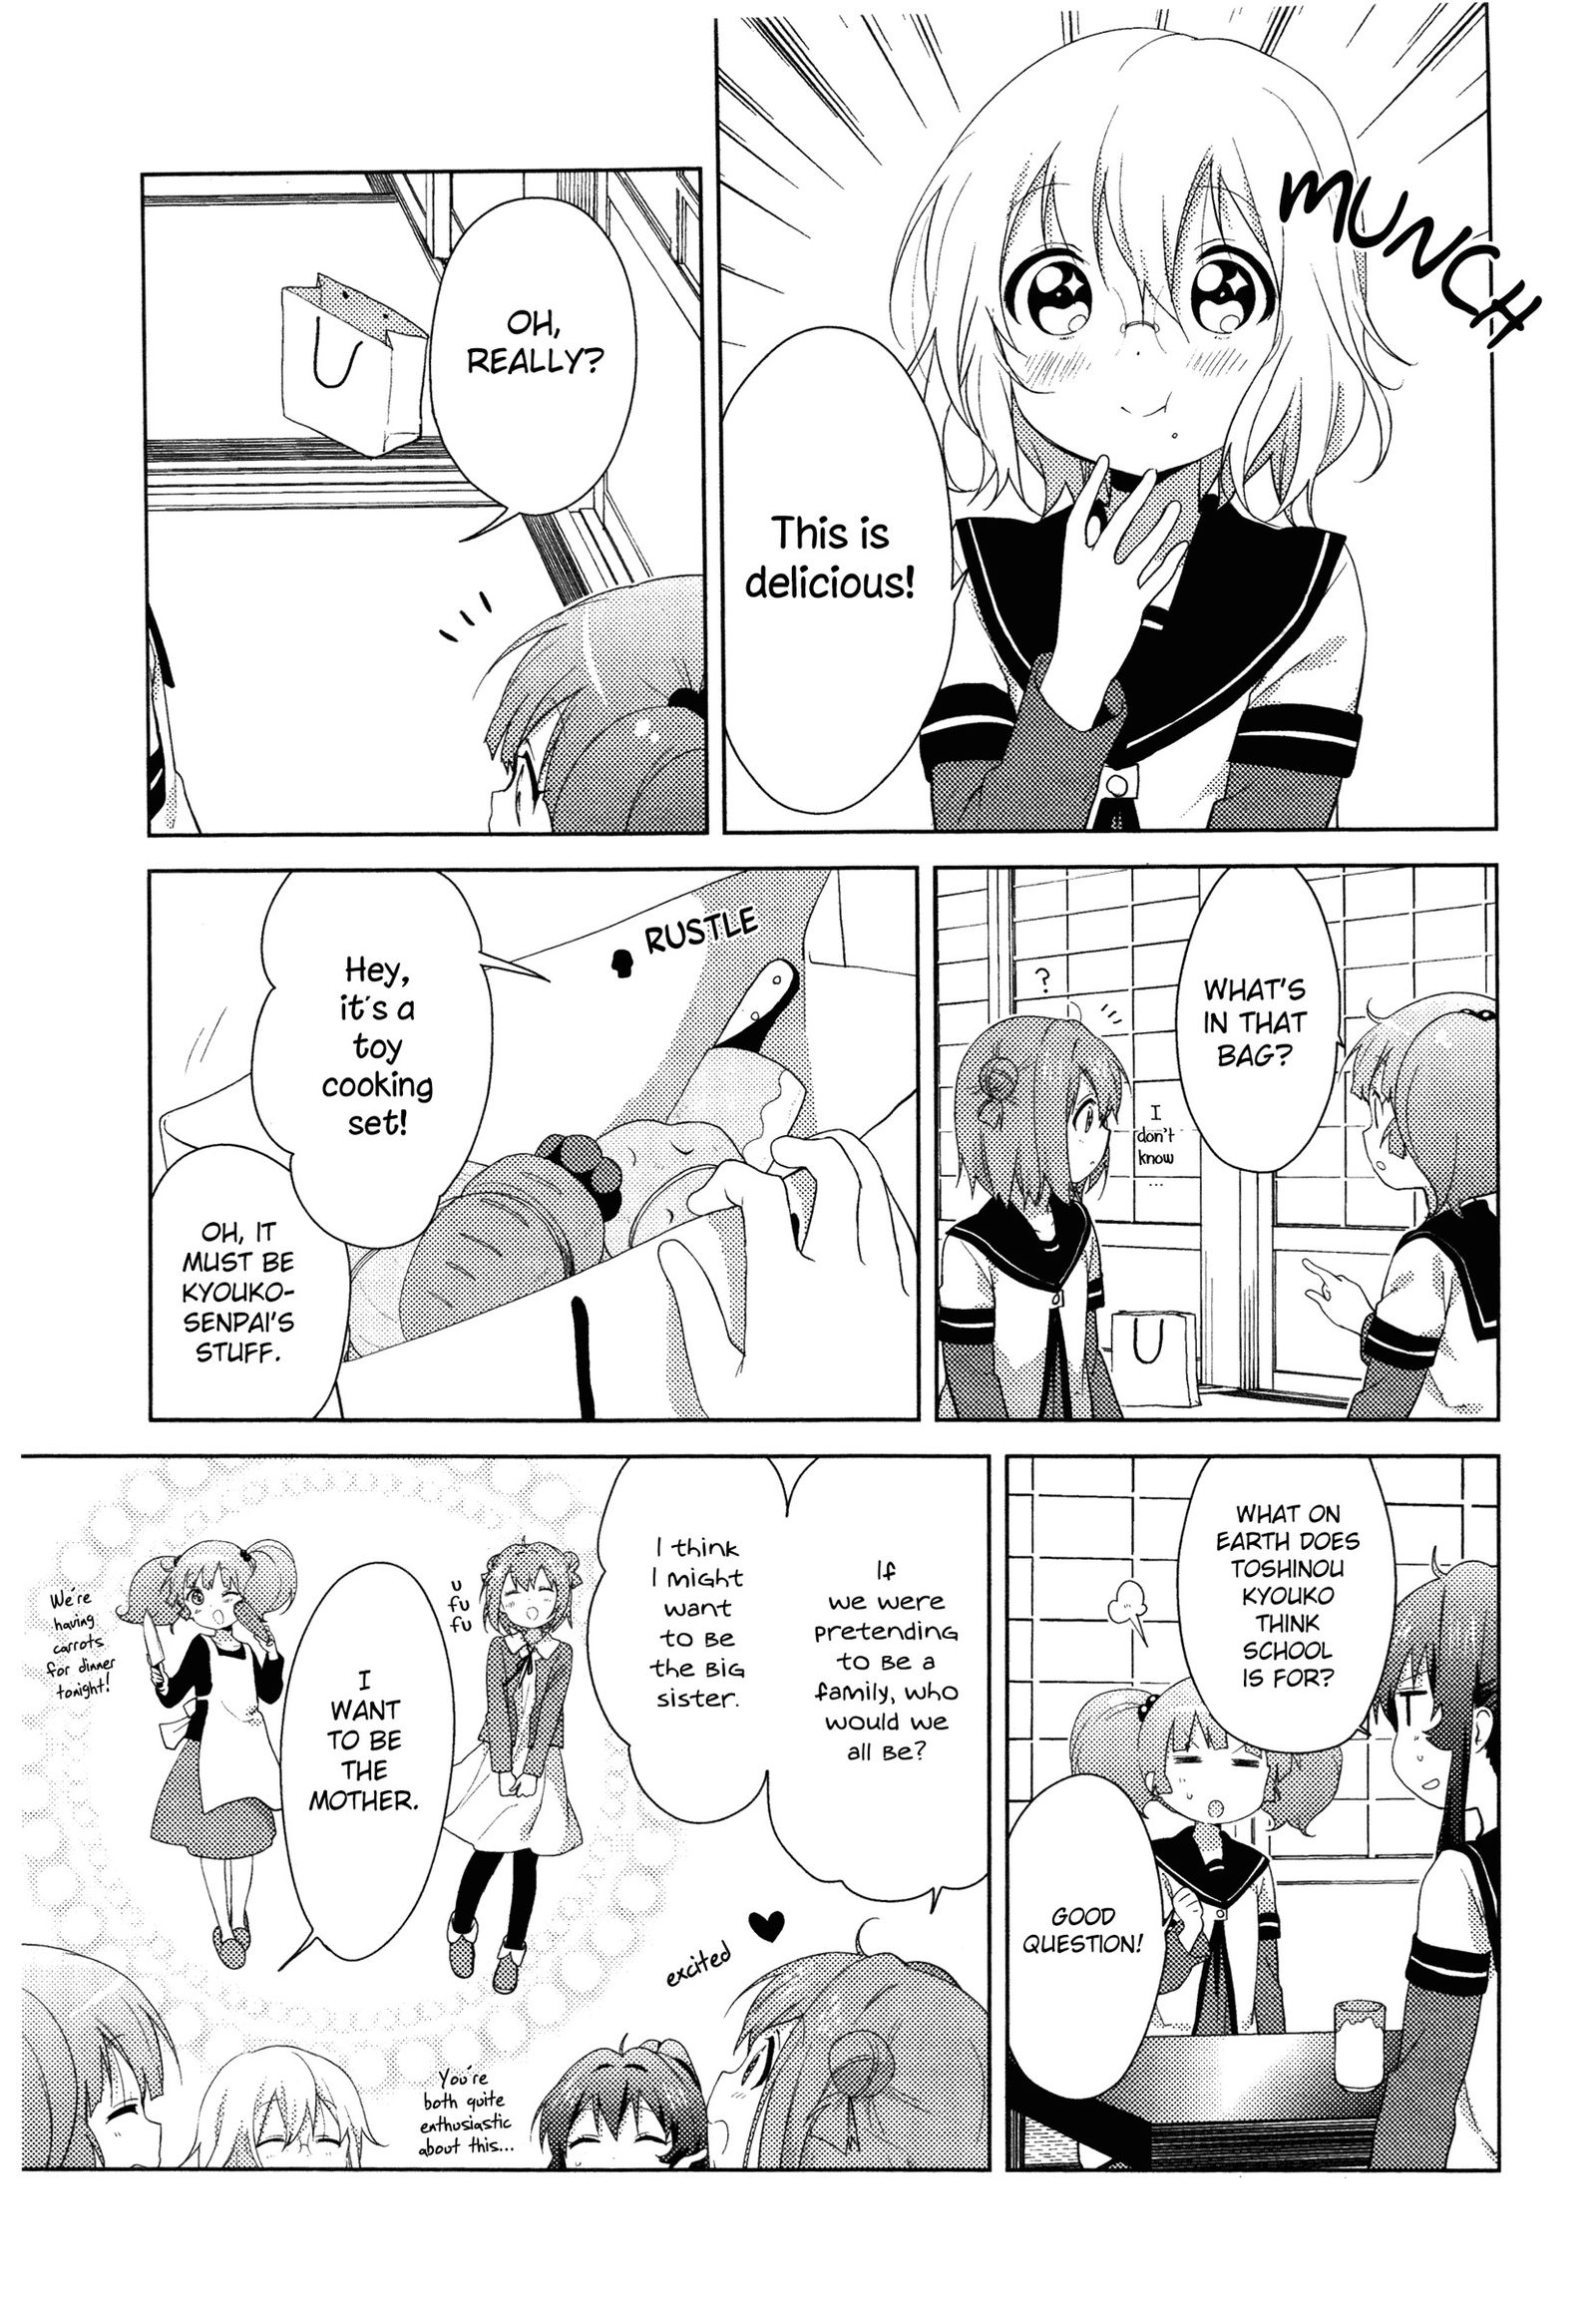 MUNCH
This is
delicious!
OH,
REALLY?
WHAT'S
IN THAT
BAG?
?
I
don't
know
...
RUSTLE
Hey,
it's a
toy
cooking
set!
OH, IT
MUST BE
KYOUKO-
SENPAI'S
STUFF.
WHAT ON
EARTH DOES
TOSHINOU
KYOUKO
THINK
SCHOOL
IS FOR?
GOOD
QUESTION!
If
we were
pretending
to be a
family, who
would we
all be?
I think
I might
want
to be
the big
sister.
excited
ufufu
I
WANT
TO BE
THE
MOTHER.
We're
having
carrots
for dinner
tonight!
You're
both quite
enthusiastic
about this...